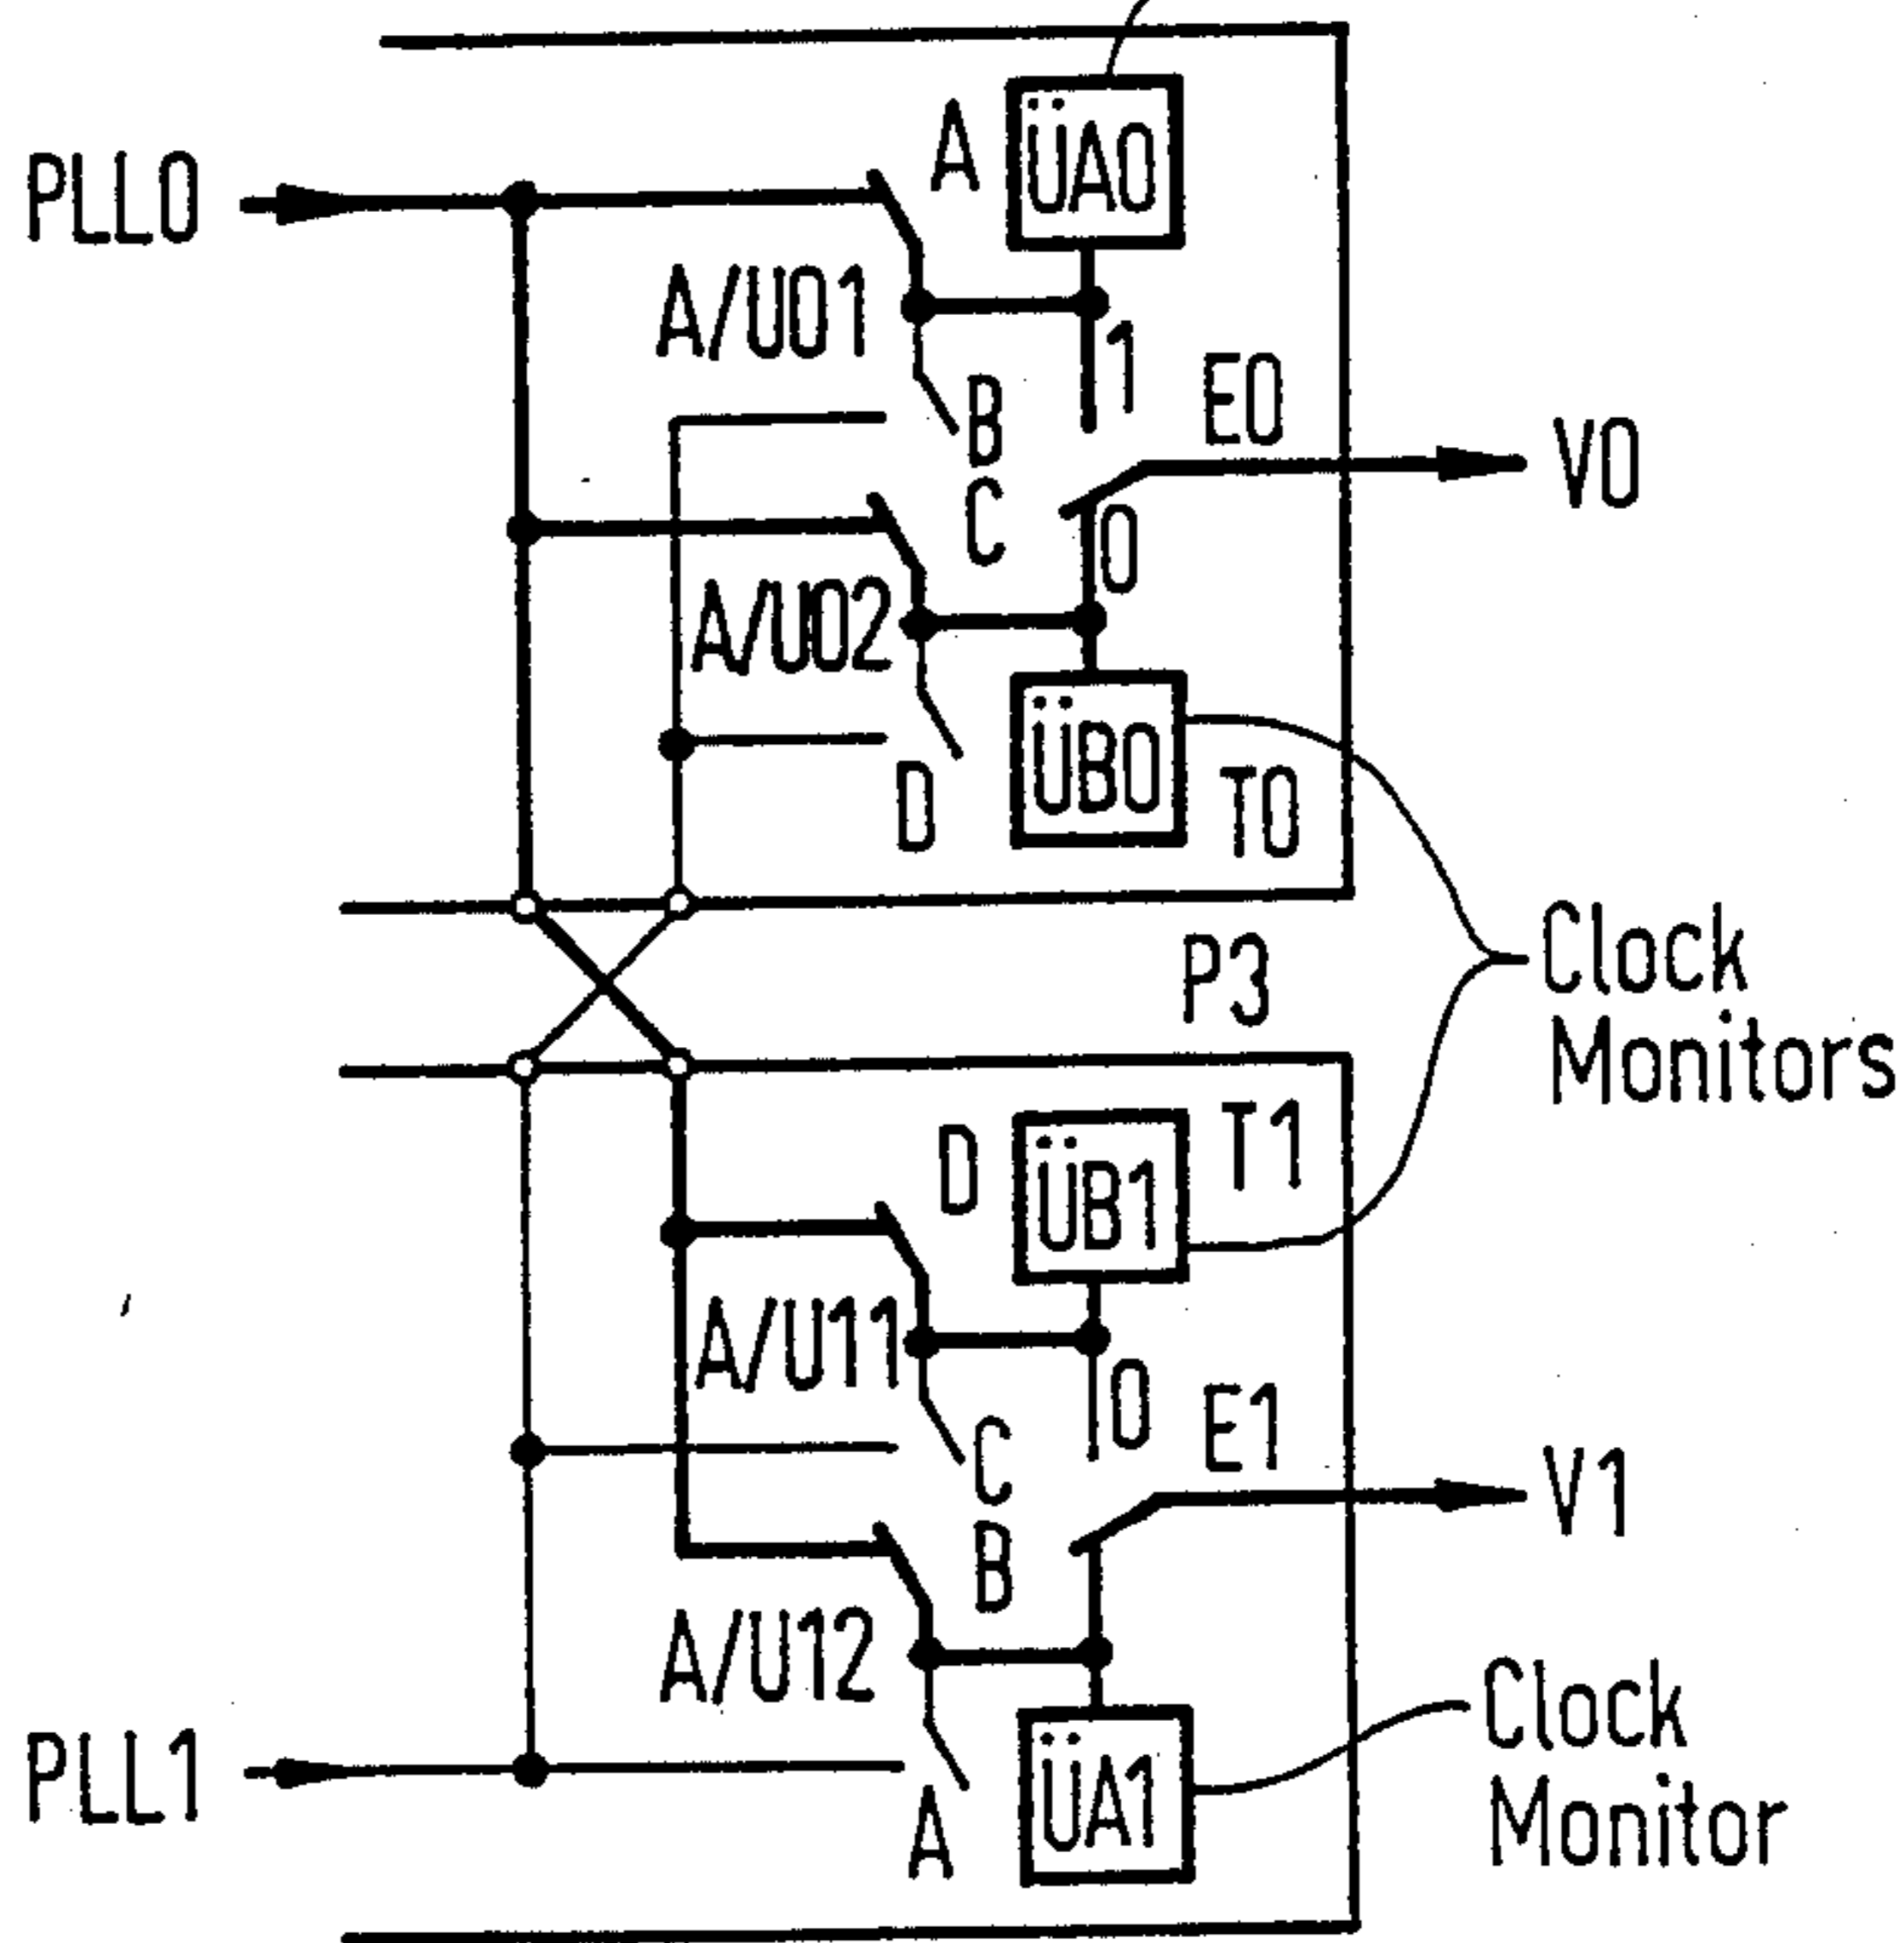 A
ÜA0
PLL0
A/U01
1
E0
B
V0
C
0
A/U02
ÜB0
T0
D
Clock
Monitors
P3
T1
D
ÜB1
A/U11
0
E1
C
V1
B
A/U12
Clock
Monitor
PLL1
ÜA1
A